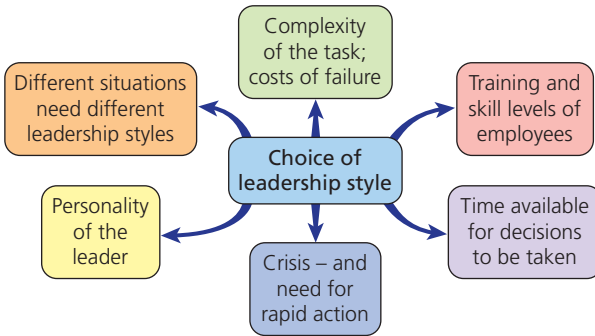 Complexity
of the task;
costs of failure
Different situations
need different
leadership styles
Training and
skill levels of
employees
Choice of
leadership style
Personality
of the
leader
Time available
for decisions
to be taken
Crisis – and
need for
rapid action